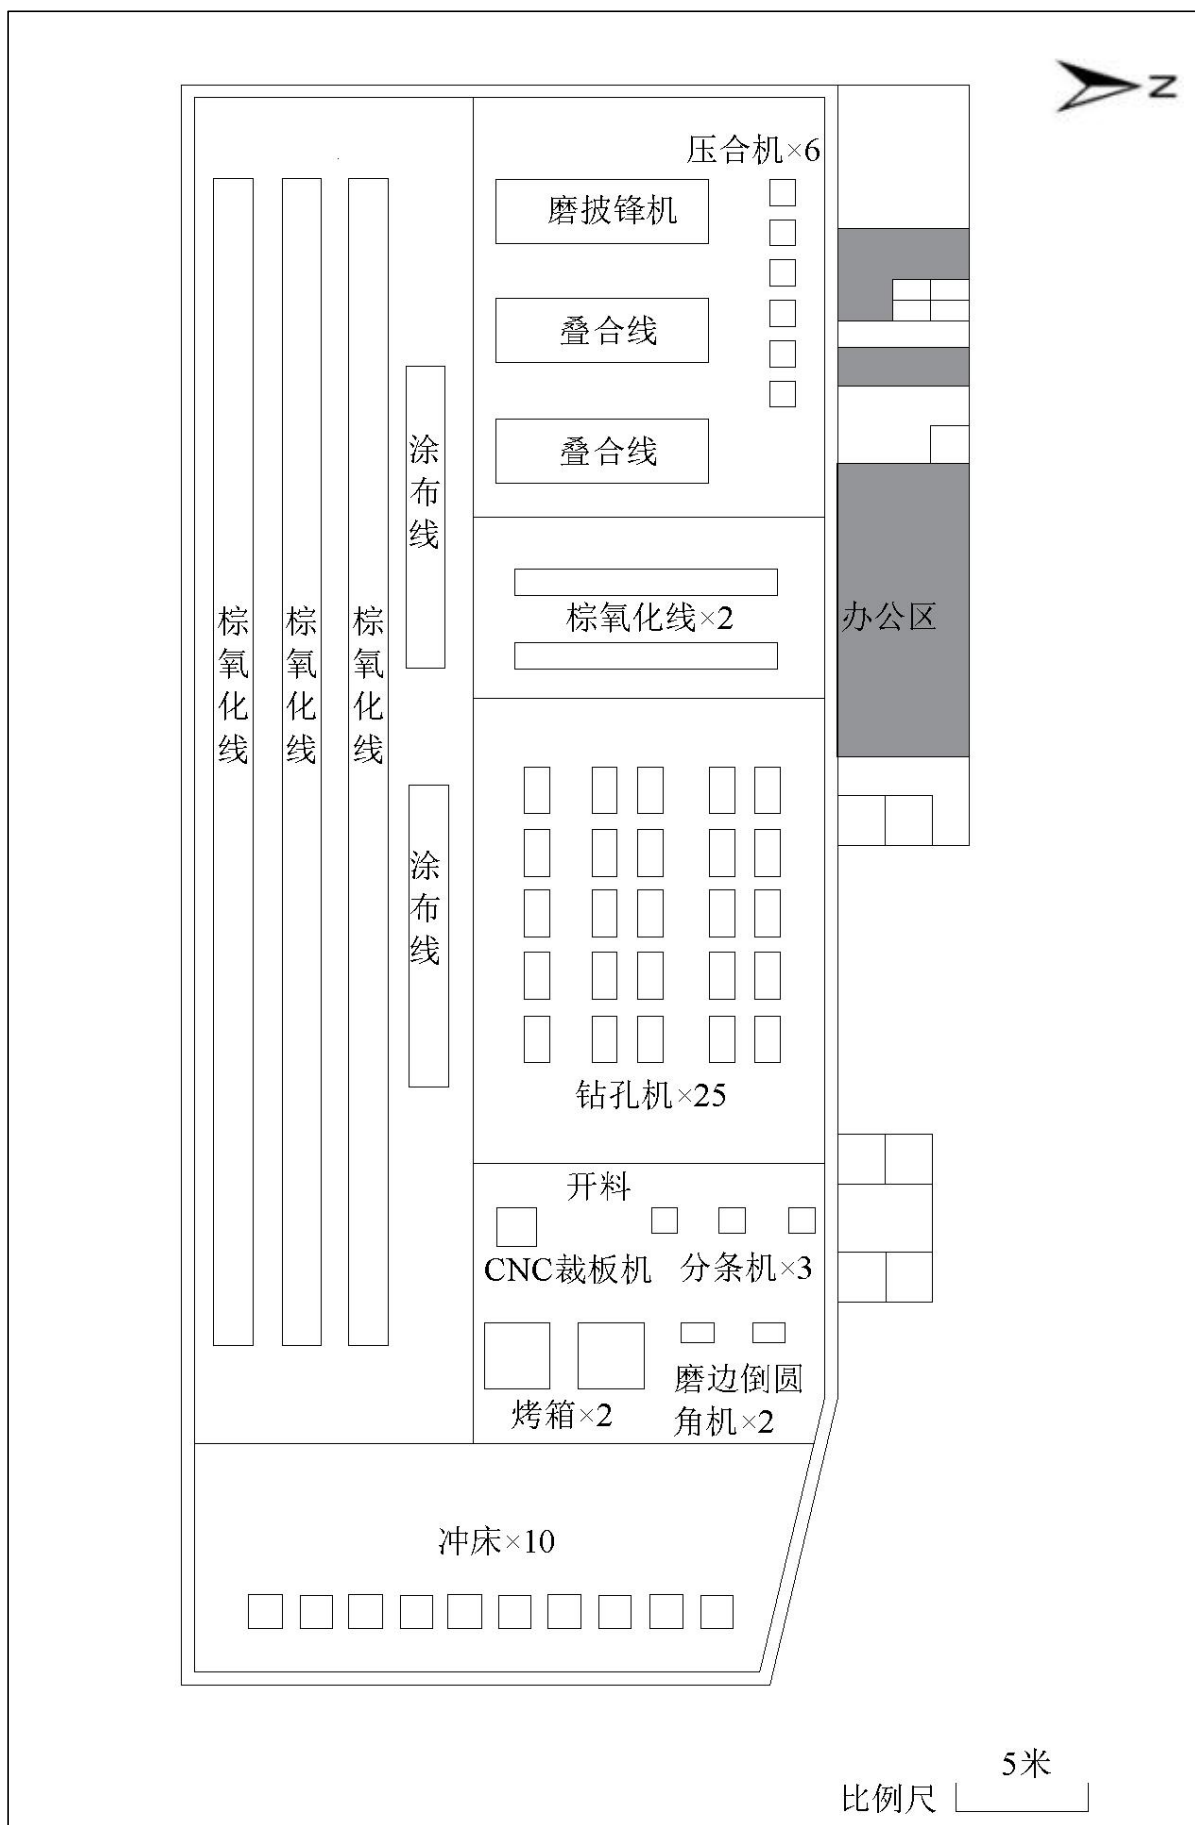 N
压合机×6
磨披锋机
叠合线
叠合线
涂布线
棕氧化线
棕氧化线
棕氧化线
棕氧化线×2
办公区
涂布线
钻孔机×25
开料
CNC裁板机
分条机×3
烤箱×2
磨边倒圆
角机×2
冲床×10
5米
比例尺